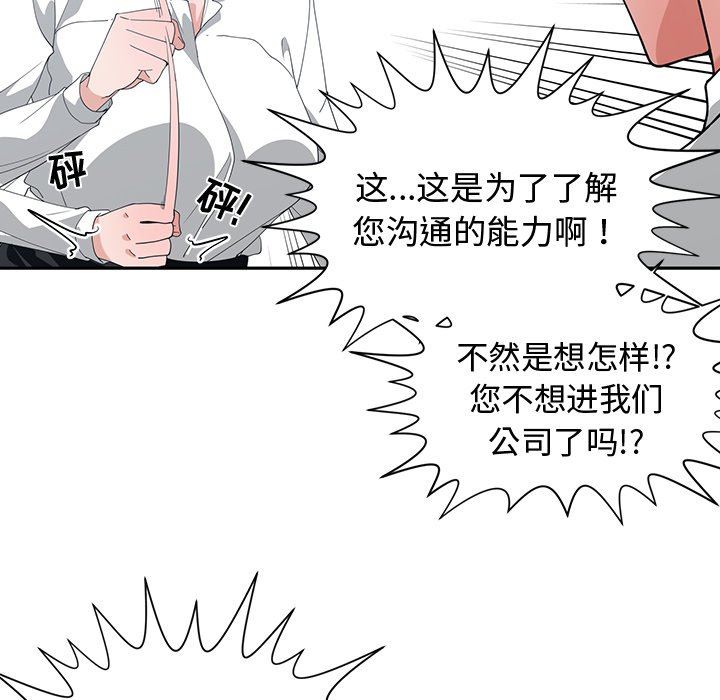 砰
砰!
这...这是为了了解
您沟通的能力啊！
不然是想怎样!?
您不想进我们
公司了吗!?